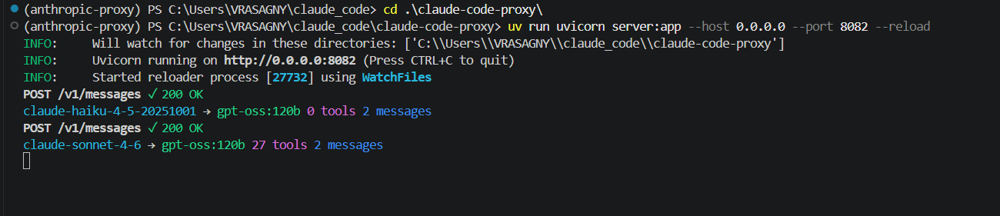 (anthropic-proxy) PS C:\Users\VRASAGNY\claude_code> cd .\claude-code-proxy\
(anthropic-proxy) PS C:\Users\VRASAGNY\claude_code\claude-code-proxy> uv run uvicorn server:app --host 0.0.0.0 --port 8082 --reload
INFO:     Will watch for changes in these directories: ['C:\\Users\\VRASAGNY\\claude_code\\claude-code-proxy']
INFO:     Uvicorn running on http://0.0.0.0:8082 (Press CTRL+C to quit)
INFO:     Started reloader process [27732] using WatchFiles
POST /v1/messages ✓ 200 OK
claude-haiku-4-5-20251001 → gpt-oss:120b 0 tools 2 messages
POST /v1/messages ✓ 200 OK
claude-sonnet-4-6 → gpt-oss:120b 27 tools 2 messages